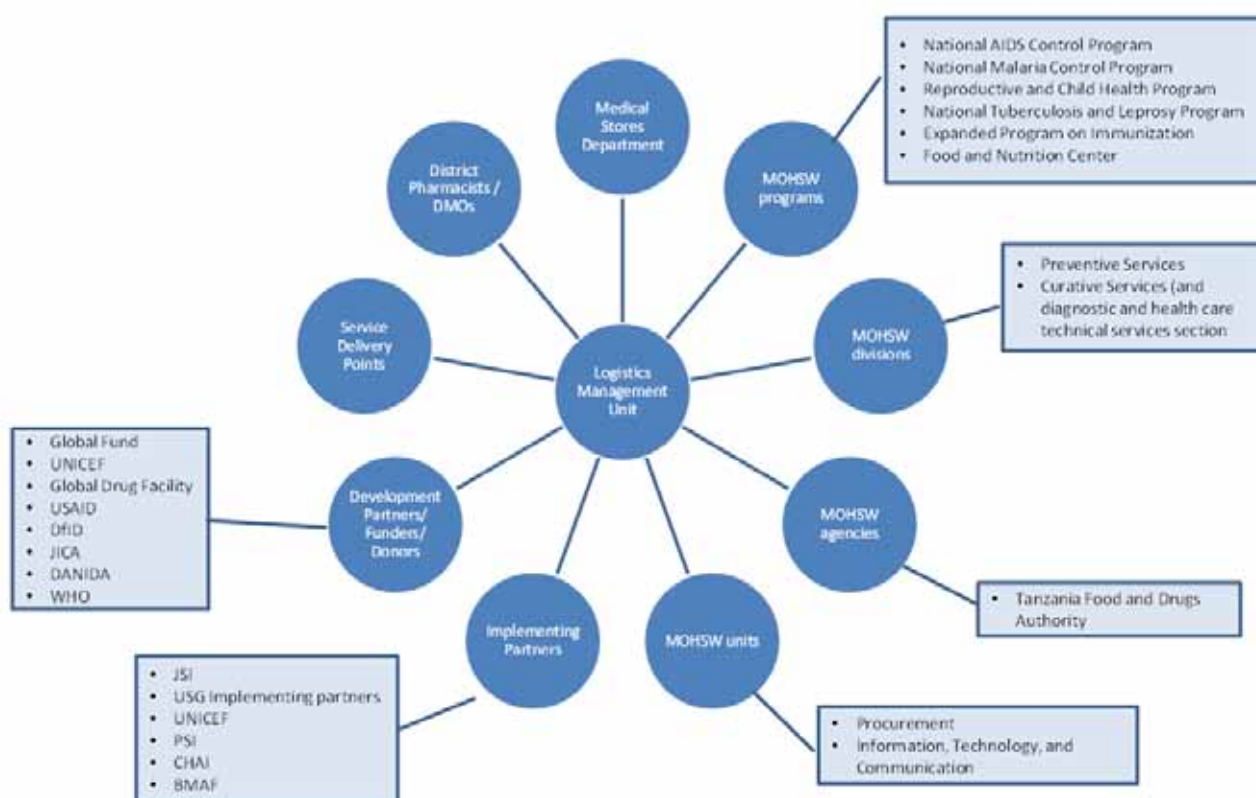 Medical
Stores
Department
MOHSW
programs
• National AIDS Control Program
• National Malaria Control Program
• Reproductive and Child Health Program
• National Tuberculosis and Leprosy Program
• Expanded Program on Immunization
• Food and Nutrition Center
MOHSW
divisions
• Preventive Services
• Curative Services (and
diagnostic and health care
technical services section
MOHSW
agencies
• Tanzania Food and Drugs
Authority
MOHSW units
• Procurement
• Information, Technology, and
Communication
Implementing
Partners
• JSI
• USG Implementing partners
• UNICEF
• PSI
• CHAI
• BMAF
Development
Partners/
Funders/
Donors
• Global Fund
• UNICEF
• Global Drug Facility
• USAID
• DfID
• JICA
• DANIDA
• WHO
Service
Delivery
Points
District
Pharmacists /
DMOs
Logistics
Management
Unit